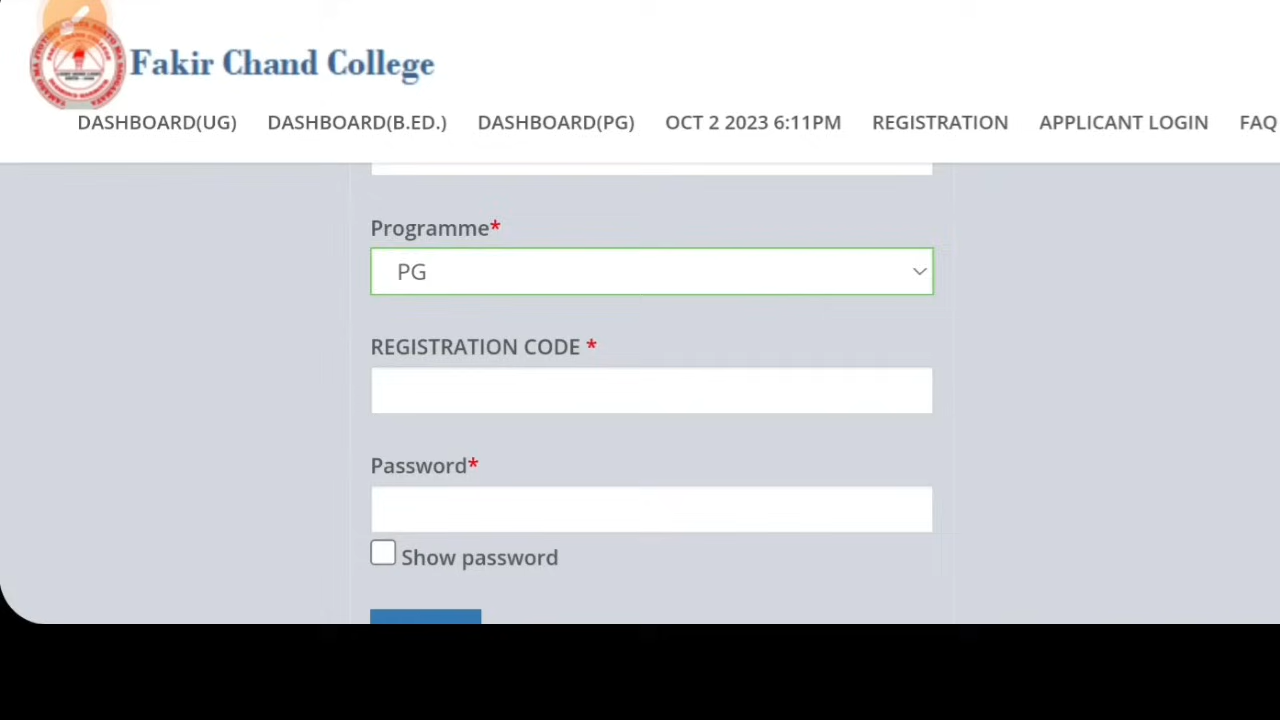 Fakir Chand College
DASHBOARD(UG) DASHBOARD(B.ED.) DASHBOARD(PG) OCT 2 2023 6:11PM REGISTRATION APPLICANT LOGIN FAQ
Programme*
PG
REGISTRATION CODE *
Password*
Show password